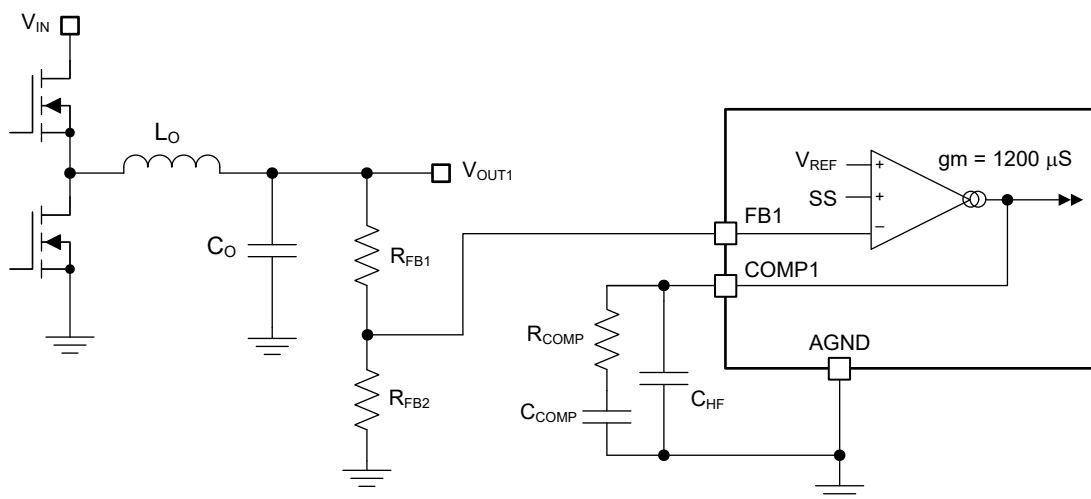 V_IN
L_O
V_OUT1
C_O
R_FB1
R_FB2
V_REF
SS
+
+
−
gm = 1200 μS
FB1
COMP1
AGND
R_COMP
C_COMP
C_HF